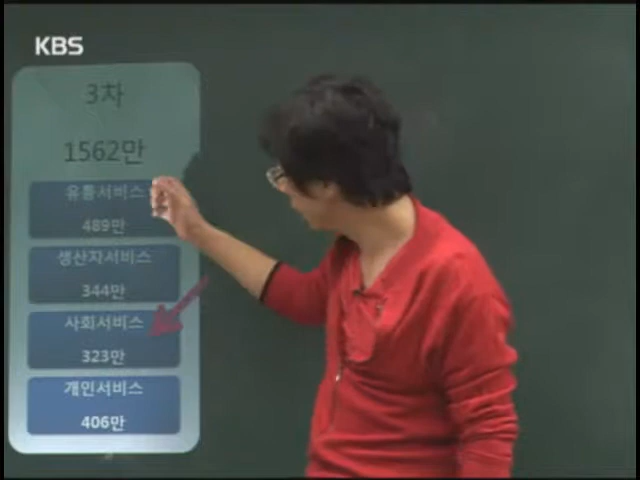 KBS
3차
1562만
유통서비스
489만
생산자서비스
344만
사회서비스
323만
개인서비스
406만